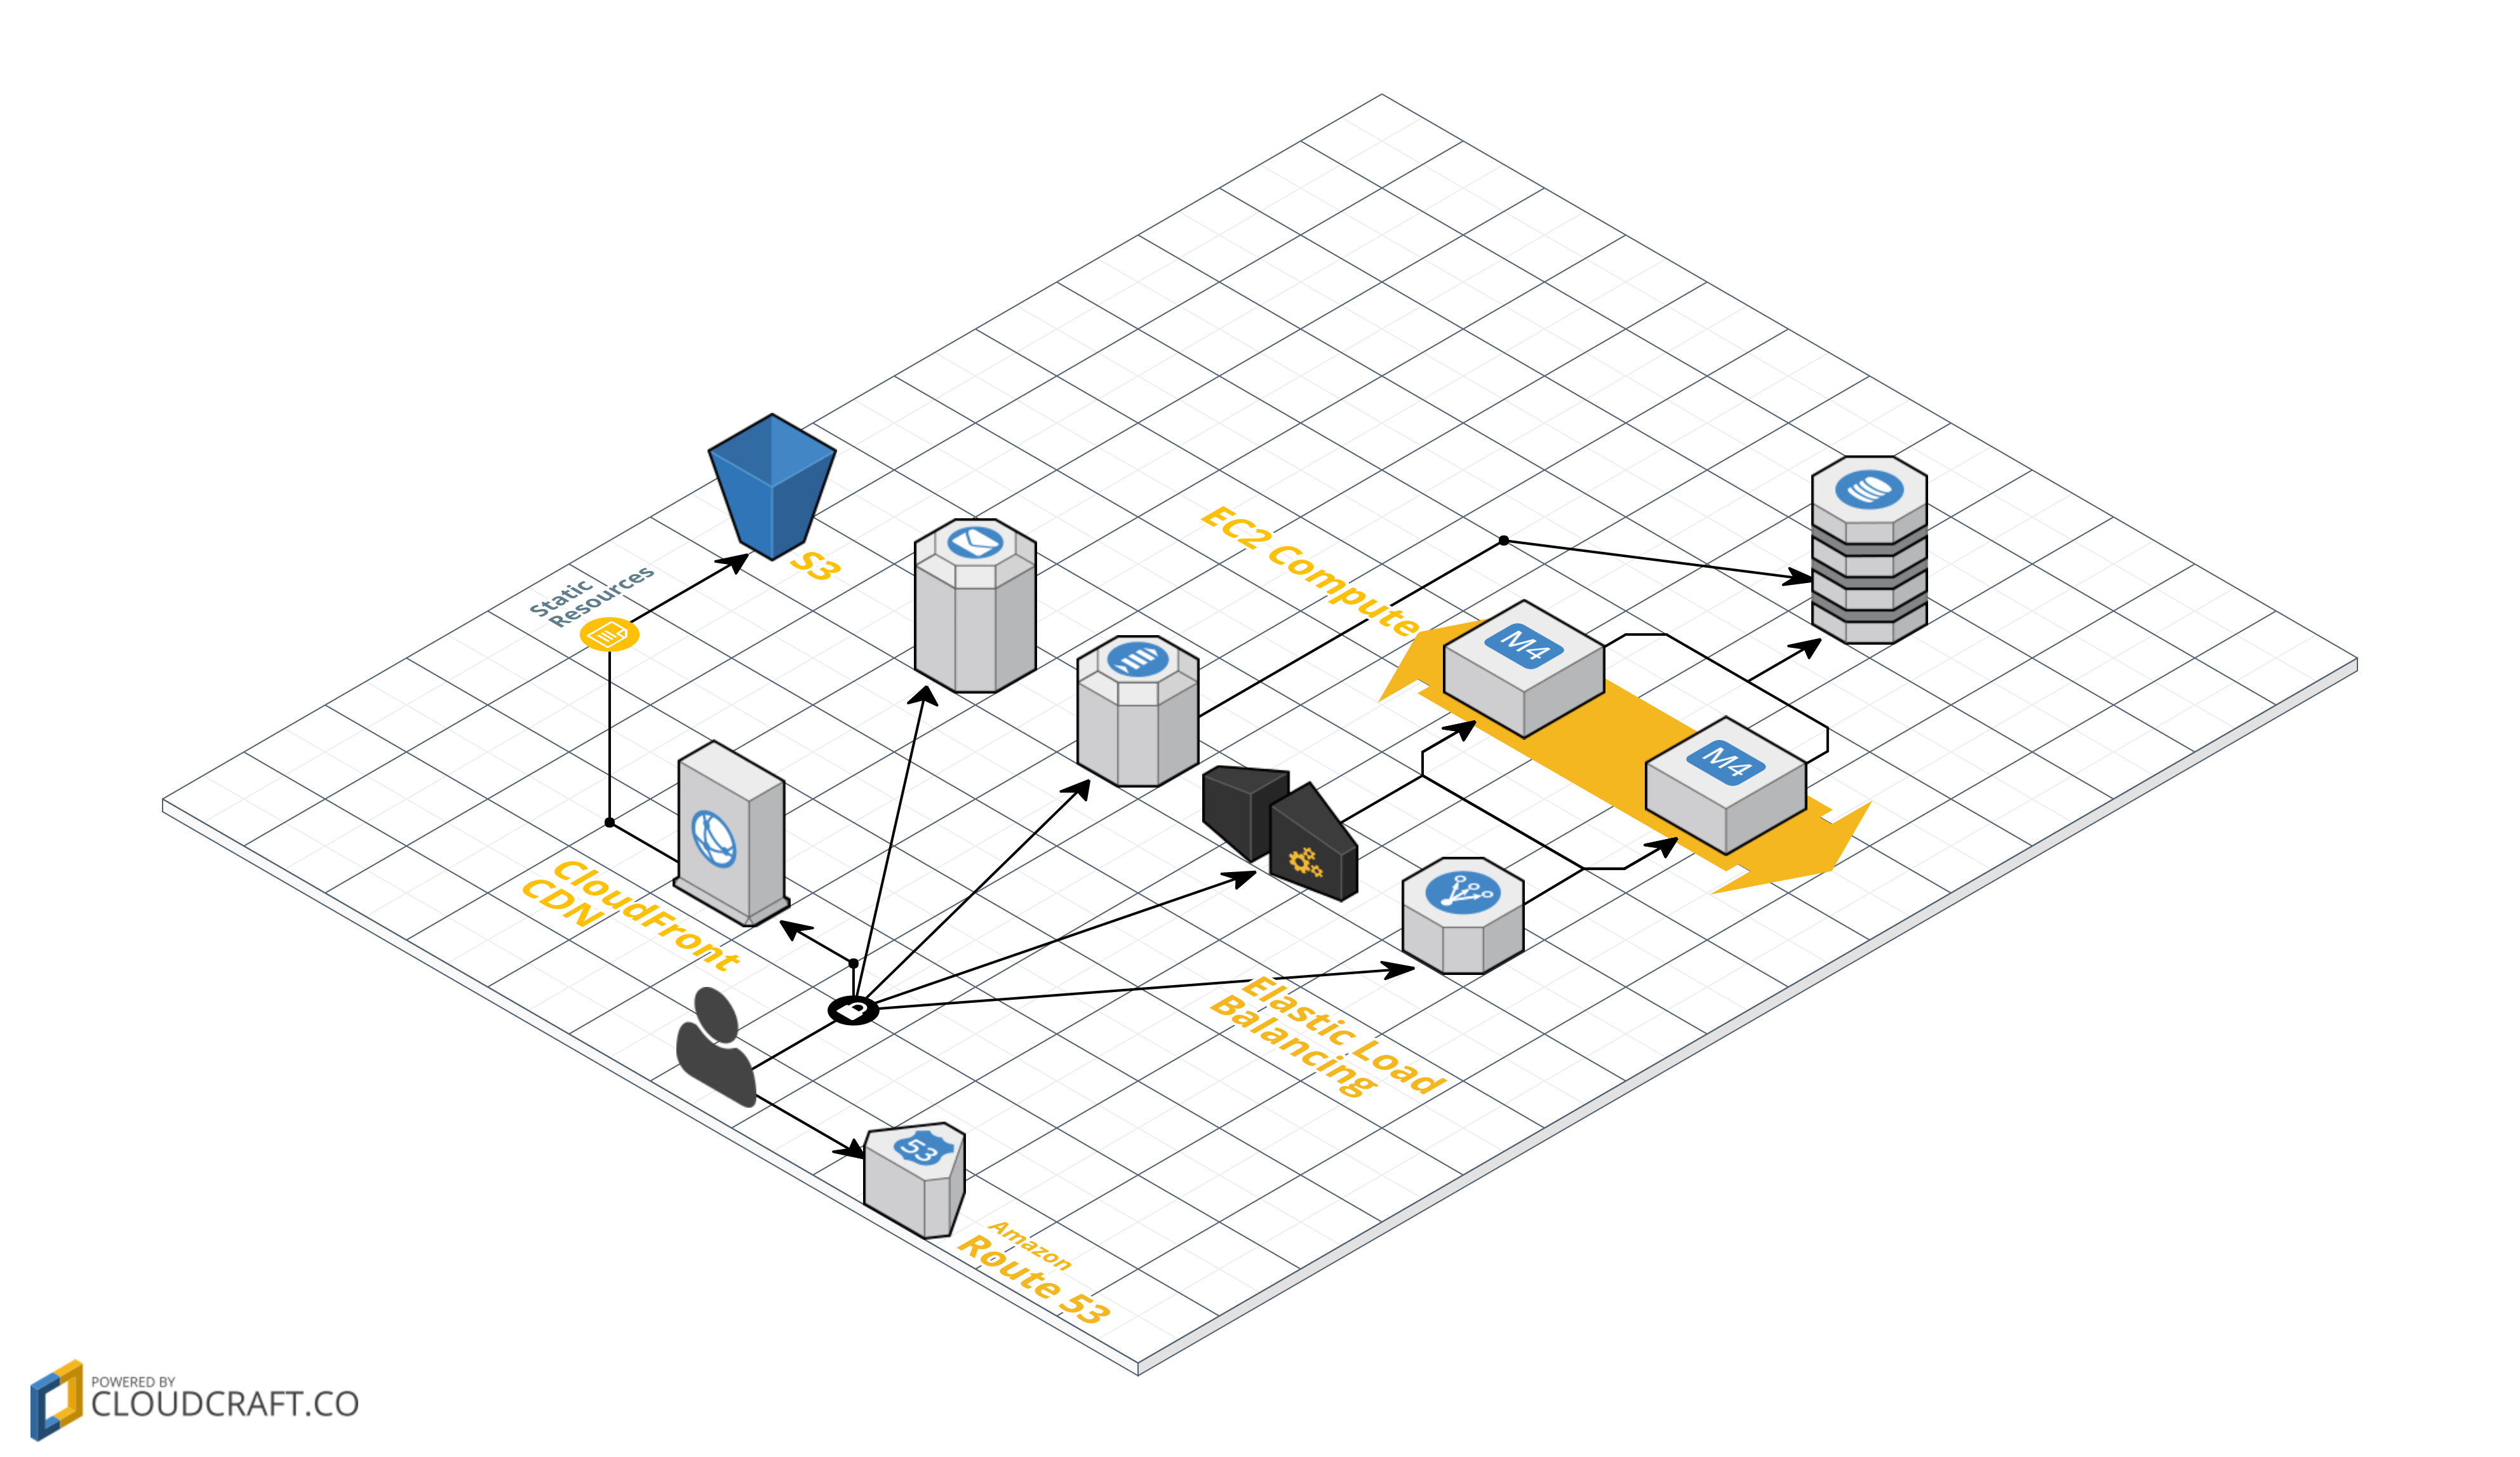 S3
Static
Resources
EC2 Compute
M4
M4
CloudFront
CDN
Elastic Load
Balancing
53
Amazon
Route 53
POWERED BY
CLOUDCRAFT.CO